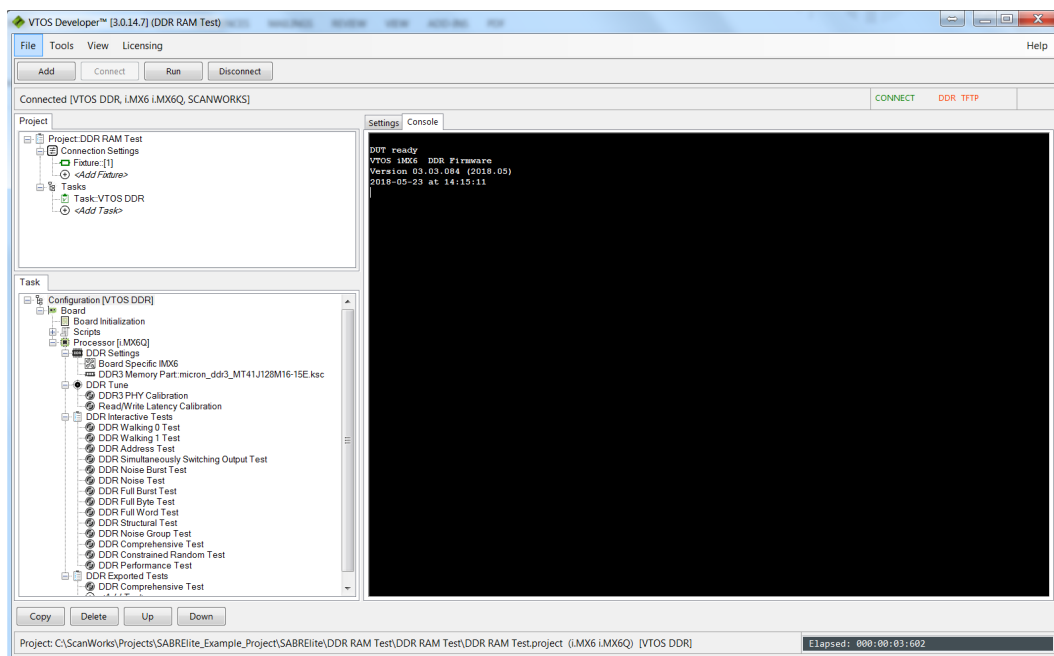 VTOS Developer™ [3.0.14.7] (DDR RAM Test)
MAILINGS REVIEW VIEW ADD-INS PDF
File Tools View Licensing Help
Add Connect Run Disconnect
Connected [VTOS DDR, i.MX6 i.MX6Q, SCANWORKS] CONNECT DDR TFTP
Project
Project::DDR RAM Test
Connection Settings
Fixture::[1]
<Add Fixture>
Tasks
Task::VTOS DDR
<Add Task>
Settings Console
DUT ready
VTOS iMX6 DDR Firmware
Version 03.03.084 (2018.05)
2018-05-23 at 14:15:11
Task
Configuration [VTOS DDR]
Board
Board Initialization
Scripts
Processor [i.MX6Q]
DDR Settings
Board Specific IMX6
DDR3 Memory Part::micron_ddr3_MT41J128M16-15E.ksc
DDR Tune
DDR3 PHY Calibration
Read/Write Latency Calibration
DDR Interactive Tests
DDR Walking 0 Test
DDR Walking 1 Test
DDR Address Test
DDR Simultaneously Switching Output Test
DDR Noise Burst Test
DDR Noise Test
DDR Full Burst Test
DDR Full Byte Test
DDR Full Word Test
DDR Structural Test
DDR Noise Group Test
DDR Comprehensive Test
DDR Constrained Random Test
DDR Performance Test
DDR Exported Tests
DDR Comprehensive Test
Copy Delete Up Down
Project: C:\ScanWorks\Projects\SABRElite_Example_Project\SABRElite\DDR RAM Test\DDR RAM Test\DDR RAM Test.project (i.MX6 i.MX6Q) [VTOS DDR] Elapsed: 000:00:03:602